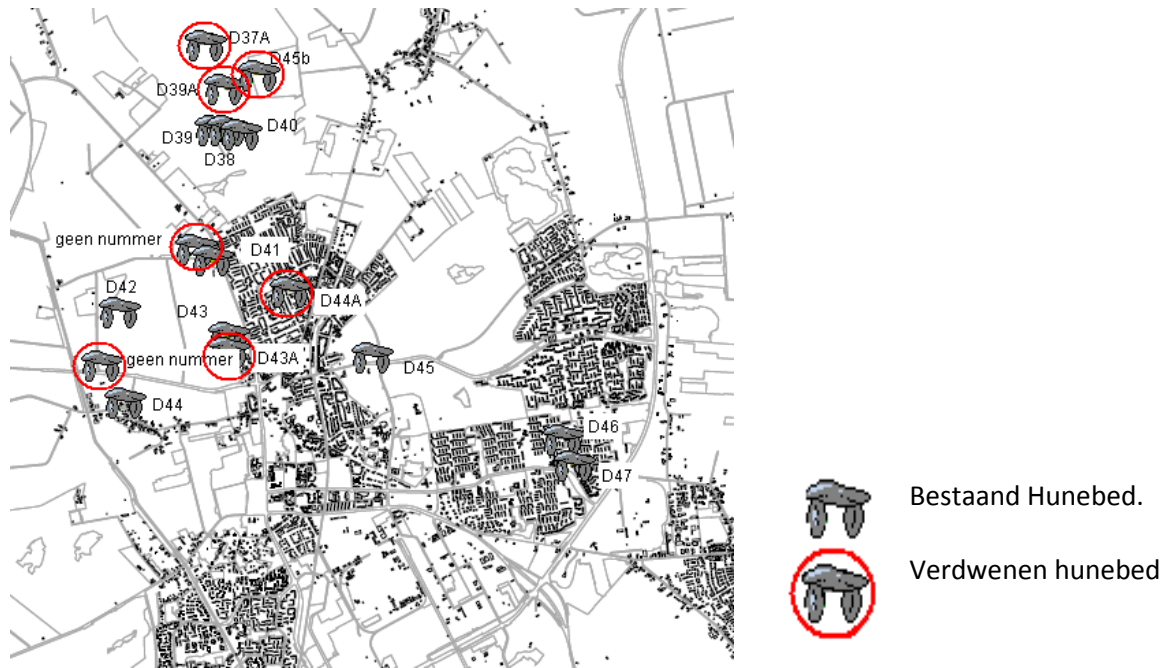 D37A
D45b
D39A
D39
D40
D38
geen nummer
D41
D42
D44A
D43
geen nummer
D43A
D45
D44
D46
D47
Bestaand Hunebed.
Verdwenen hunebed